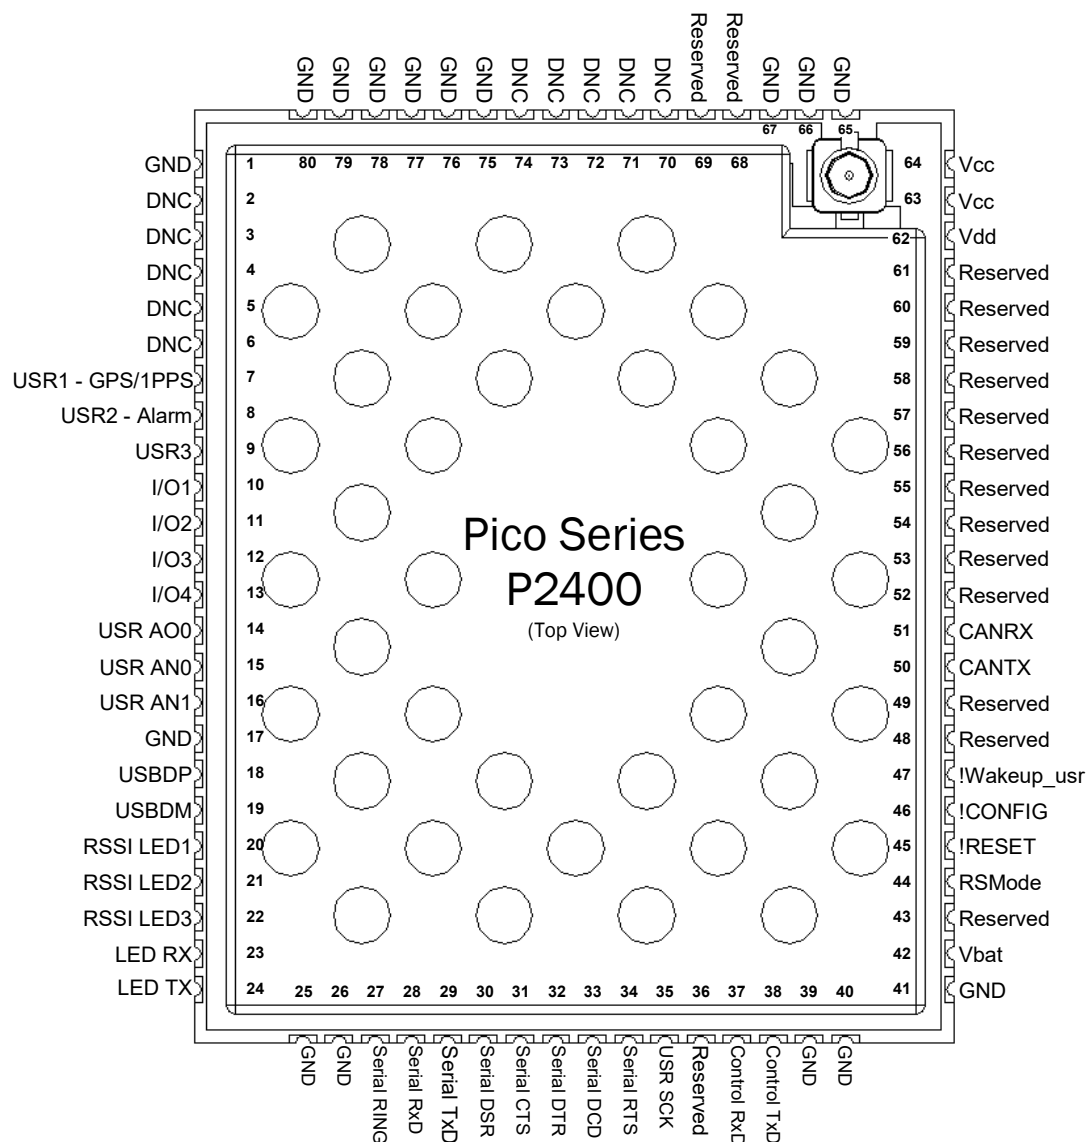 GND
GND
GND
GND
GND
GND
DNC
DNC
DNC
DNC
DNC
Reserved
Reserved
GND
GND
GND
67 66 65
80 79 78 77 76 75 74 73 72 71 70 69 68
GND 1 64 Vcc
DNC 2 63 Vcc
DNC 3 62 Vdd
DNC 4 61 Reserved
DNC 5 60 Reserved
DNC 6 59 Reserved
USR1 - GPS/1PPS 7 58 Reserved
USR2 - Alarm 8 57 Reserved
USR3 9 56 Reserved
I/O1 10 55 Reserved
I/O2 11 54 Reserved
I/O3 12 53 Reserved
I/O4 13 52 Reserved
USR AO0 14 51 CANRX
USR AN0 15 50 CANTX
USR AN1 16 49 Reserved
GND 17 48 Reserved
USBDP 18 47 !Wakeup_usr
USBDM 19 46 !CONFIG
RSSI LED1 20 45 !RESET
RSSI LED2 21 44 RSMode
RSSI LED3 22 43 Reserved
LED RX 23 42 Vbat
LED TX 24 41 GND
Pico Series
P2400
(Top View)
25 26 27 28 29 30 31 32 33 34 35 36 37 38 39 40
GND
GND
Serial RING
Serial RxD
Serial TxD
Serial DSR
Serial CTS
Serial DTR
Serial DCD
Serial RTS
USR SCK
Reserved
Control RxD
Control TxD
GND
GND